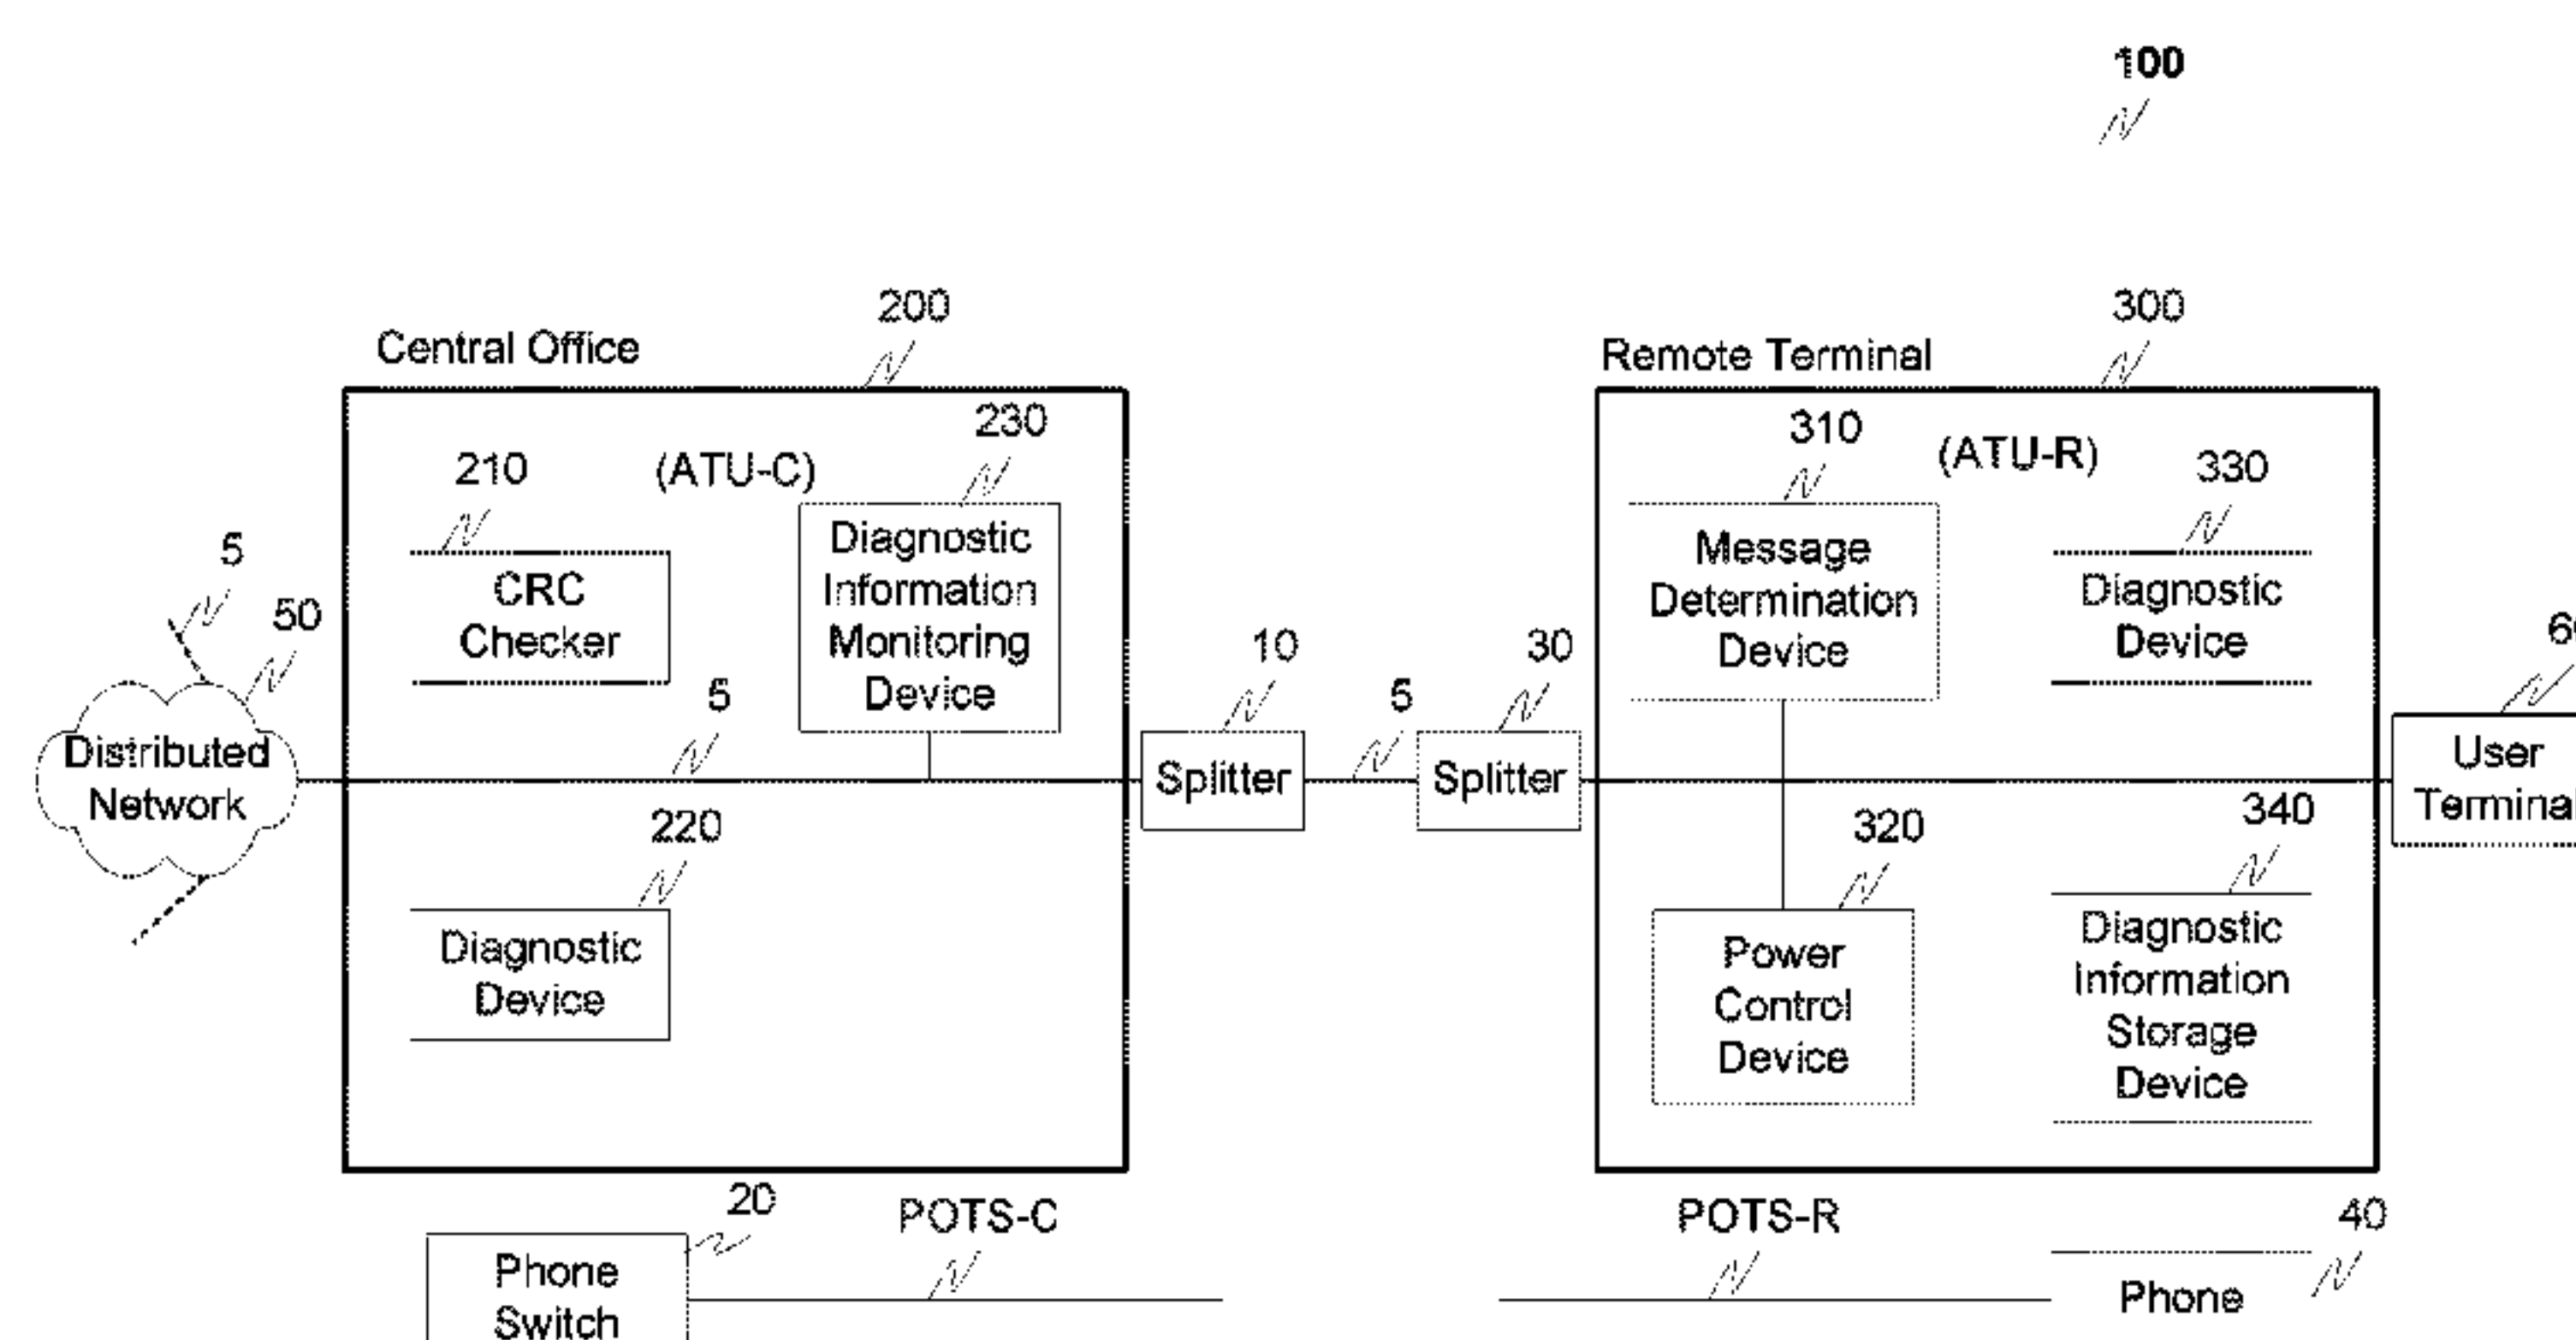 100
200
300
Central Office
Remote Terminal
230
310
(ATU-R)
210
(ATU-C)
330
Diagnostic
Information
Monitoring
Device
Message
Determination
Device
5
CRC
Checker
Diagnostic
Device
50
10
30
5
5
Distributed
Network
Splitter
Splitter
User
Terminal
220
320
340
Diagnostic
Device
Power
Control
Device
Diagnostic
Information
Storage
Device
20
POTS-C
POTS-R
40
Phone
Switch
Phone